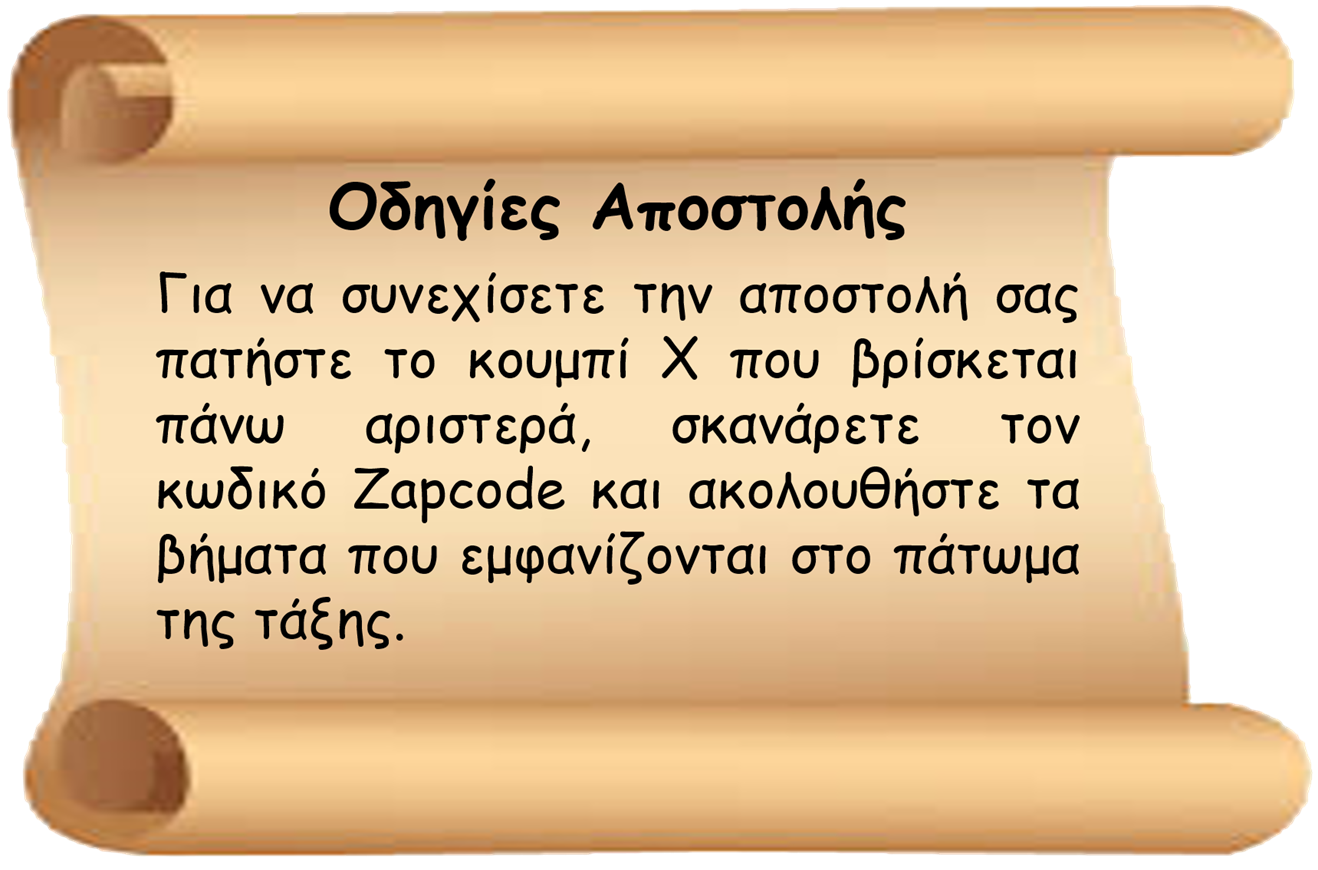 Οδηγίες Αποστολής
Για να συνεχίσετε την αποστολή σας
πατήστε το κουμπί Χ που βρίσκεται
πάνω αριστερά, σκανάρετε τον
κωδικό Zapcode και ακολουθήστε τα
βήματα που εμφανίζονται στο πάτωμα
της τάξης.